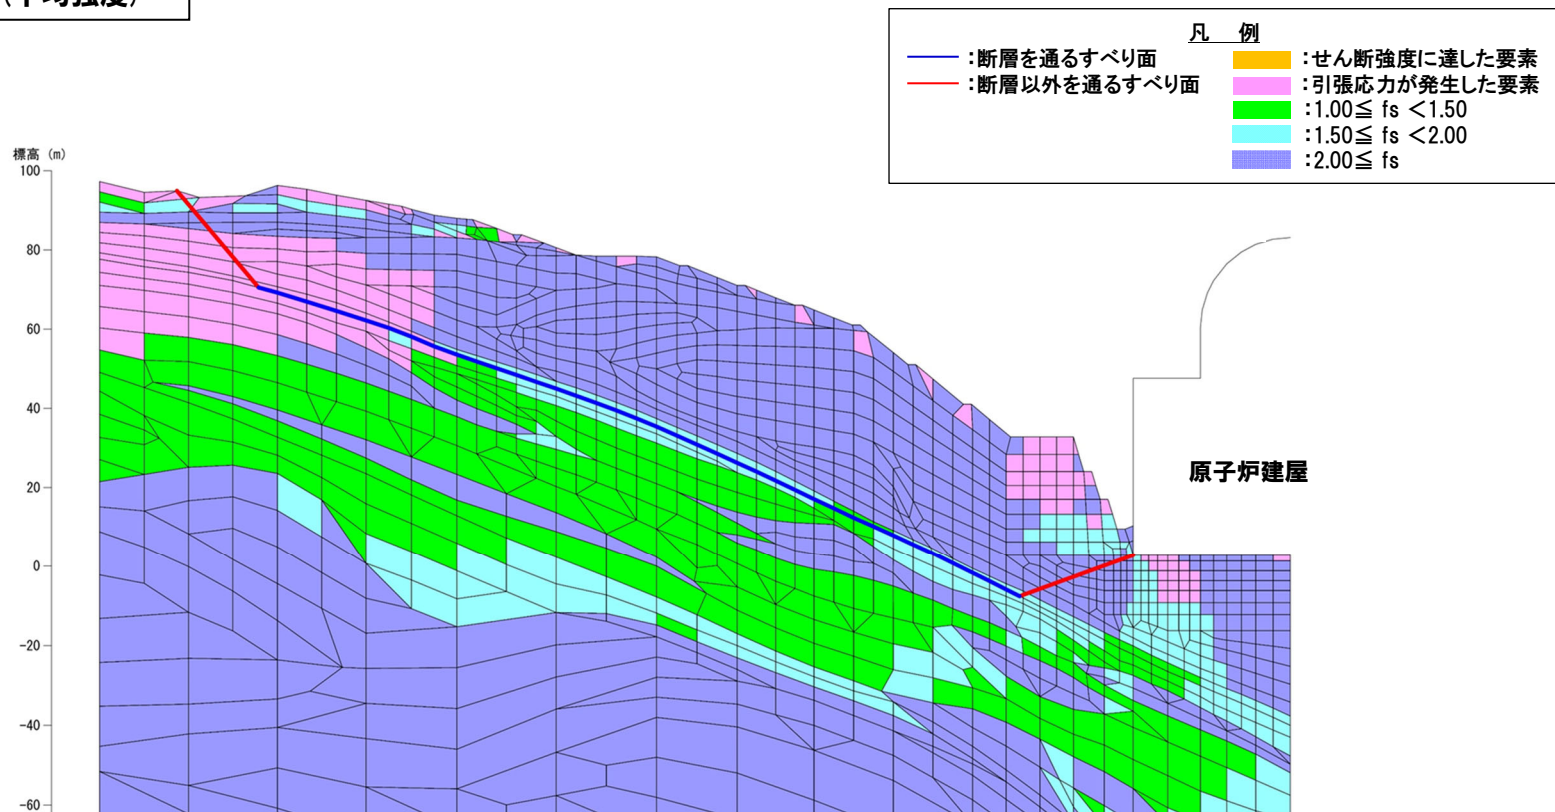 (平均強度)
凡 例
:断層を通るすべり面
:断層以外を通るすべり面
:せん断強度に達した要素
:引張応力が発生した要素
:1.00≦ fs <1.50
:1.50≦ fs <2.00
:2.00≦ fs
標高 (m)
100
80
60
40
20
0
-20
-40
-60
原子炉建屋